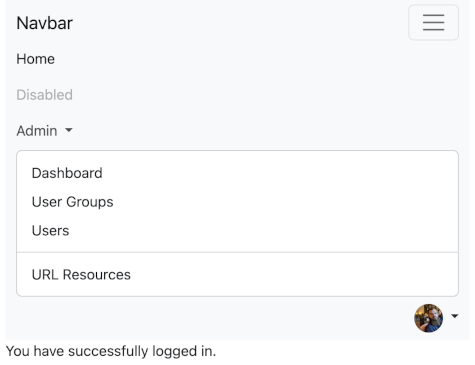 Navbar
Home
Disabled
Admin
Dashboard
User Groups
Users
URL Resources
You have successfully logged in.